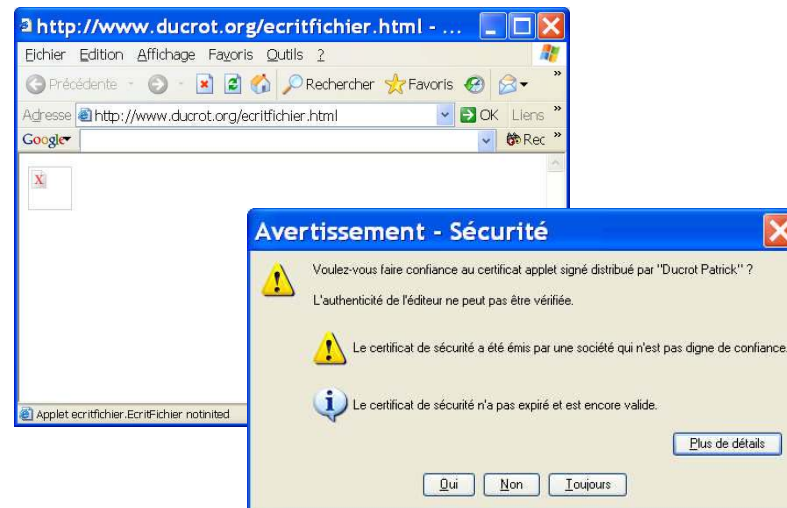 http://www.ducrot.org/ecritfichier.html - ...
Fichier Edition Affichage Favoris Outils ?
Précédente Rechercher Favoris »
Adresse http://www.ducrot.org/ecritfichier.html OK Liens »
Google Rec »
X
Avertissement - Sécurité
Voulez-vous faire confiance au certificat applet signé distribué par "Ducrot Patrick" ?
L'authenticité de l'éditeur ne peut pas être vérifiée.
Le certificat de sécurité a été émis par une société qui n'est pas digne de confiance.
Le certificat de sécurité n'a pas expiré et est encore valide.
Applet ecritfichier.EcritFichier notinited
Plus de détails
Oui Non Toujours